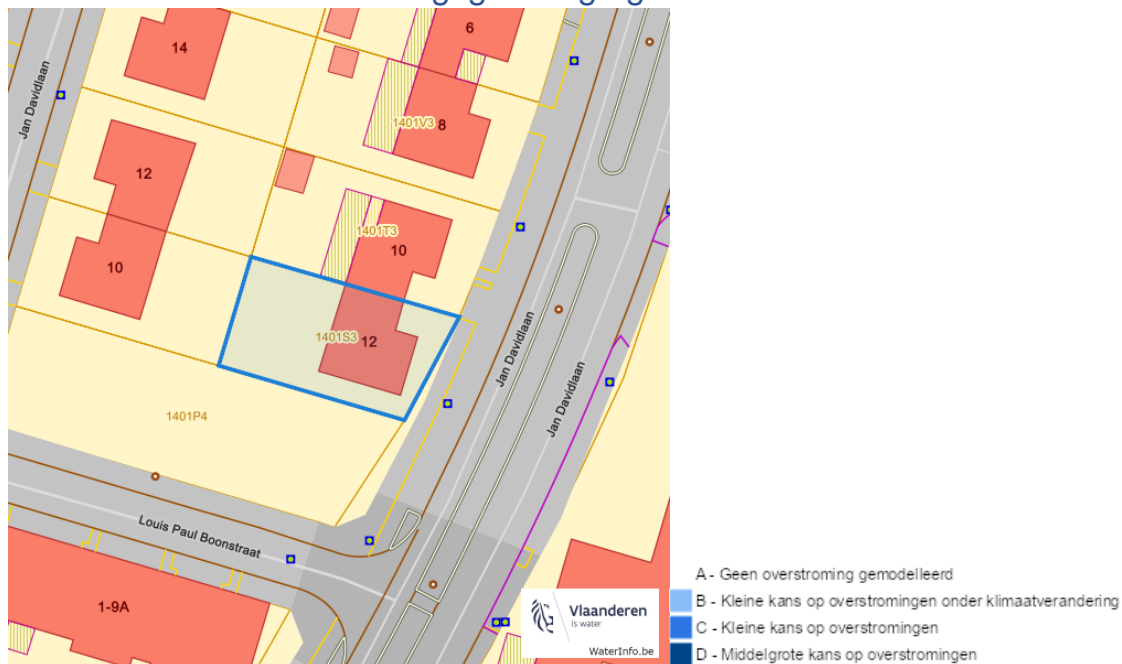 14
6
Jan Davidlaan
1401V3
8
12
1401T3
10
10
1401S3
12
Jan Davidlaan
Jan Davidlaan
1401P4
Louis Paul Boonstraat
1-9A
Vlaanderen
is water
WaterInfo.be
A - Geen overstroming gemodelleerd
B - Kleine kans op overstromingen onder klimaatverandering
C - Kleine kans op overstromingen
D - Middelgrote kans op overstromingen